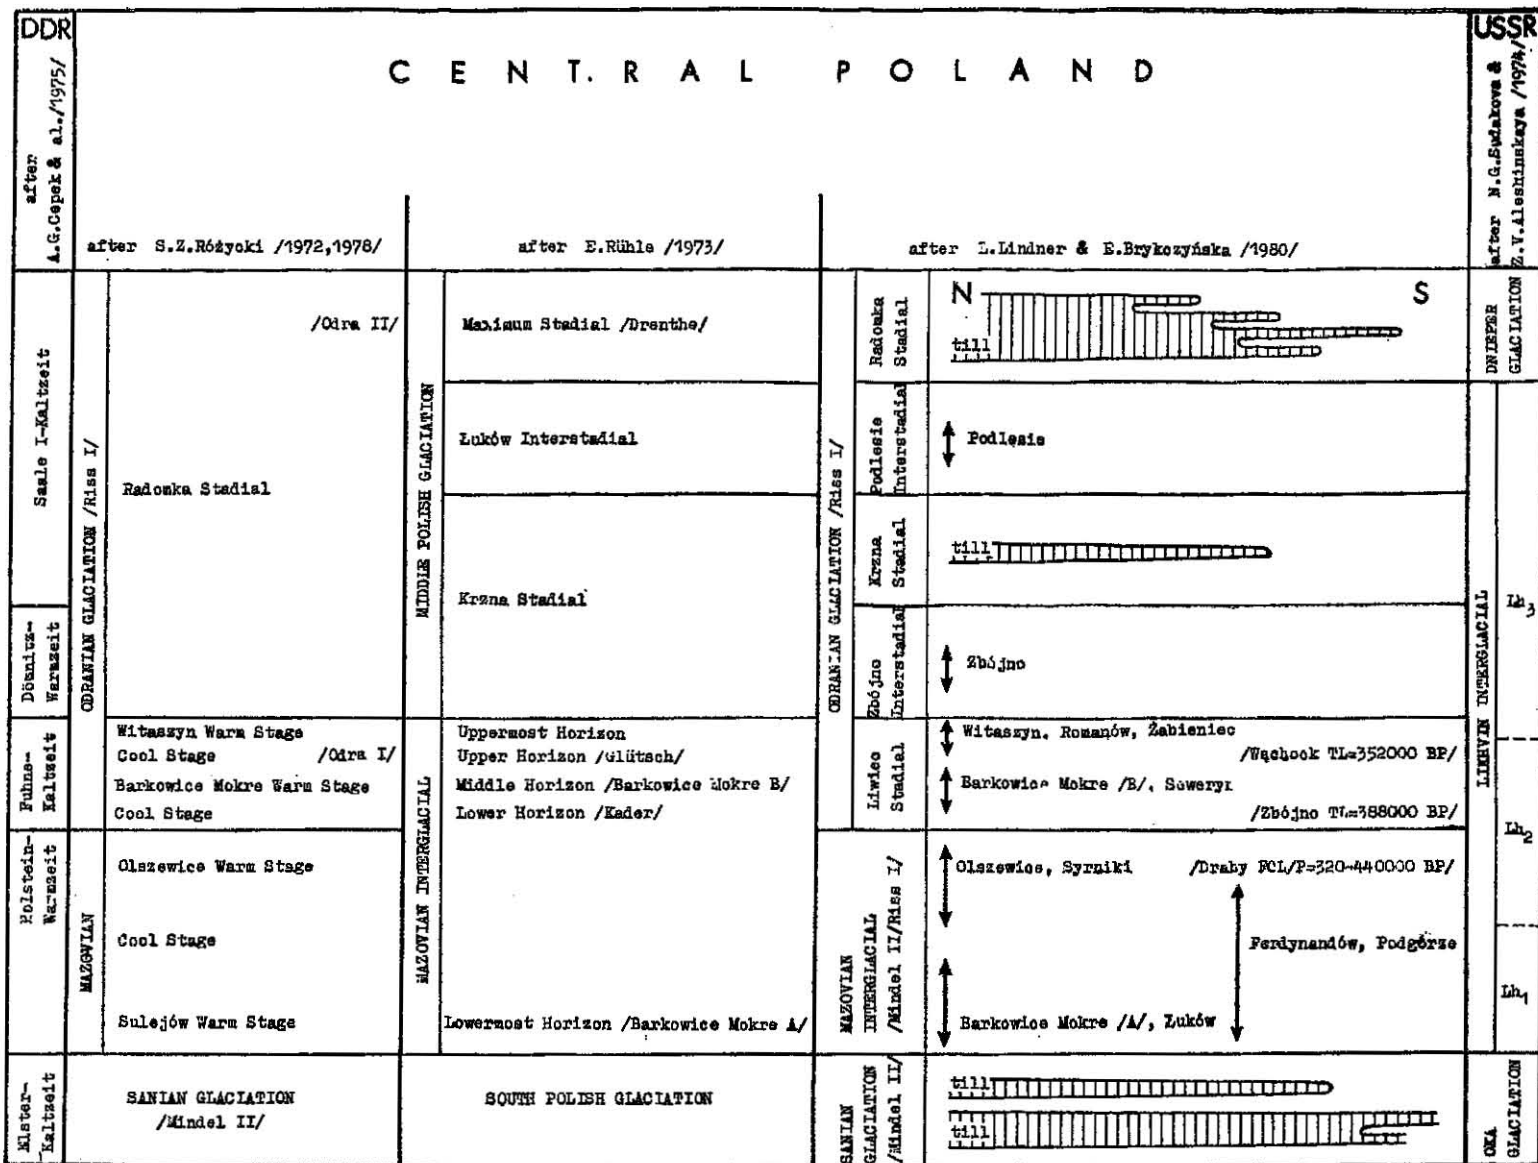 DDR
after
A.G.Cepek & al./1975/
CENTRAL POLAND
USSR
after N.G.Sudakova &
Z.V.Aleshinskaya /1974/
after S.Z.Różycki /1972,1978/
after E.Rühle /1973/
after L.Lindner & E.Brykczyńska /1980/
Saale I-Kaltzeit
Dömnitz-
Warmzeit
Fuhne-
Kaltzeit
Holstein-
Warmzeit
Elster-
Kaltzeit
ODRANIAN GLACIATION /Riss I/
/Odra II/
Radomka Stadial
Witaszyn Warm Stage
Cool Stage /Odra I/
Barkowice Mokre Warm Stage
Cool Stage
MAZOVIAN
Olszewice Warm Stage
Cool Stage
Sulejów Warm Stage
SANIAN GLACIATION
/Mindel II/
MIDDLE POLISH GLACIATION
Maximum Stadial /Drenthe/
Łuków Interstadial
Krzna Stadial
MAZOVIAN INTERGLACIAL
Uppermost Horizon
Upper Horizon /Glütsch/
Middle Horizon /Barkowice Mokre B/
Lower Horizon /Kader/
Lowermost Horizon /Barkowice Mokre A/
SOUTH POLISH GLACIATION
ODRANIAN GLACIATION /Riss I/
Radomka
Stadial
N
S
till
Podlesie
Interstadial
Podlesie
Krzna
Stadial
till
Zbójno
Interstadial
Zbójno
Liwiec
Stadial
Witaszyn, Romanów, Żabieniec
/Wąchock TL=352000 BP/
Barkowice Mokre /B/, Soweryn
/Zbójno TL=388000 BP/
MAZOVIAN
INTERGLACIAL
/Mindel II/Riss I/
Olszewice, Syrniki /Draby FCL/P=320-440000 BP/
Ferdynandów, Podgórze
Barkowice Mokre /A/, Łuków
SANIAN
GLACIATION
/Mindel II/
till
till
DNIEPER
GLACIATION
LIKHVIN INTERGLACIAL
Lh3
Lh2
Lh1
OKA
GLACIATION